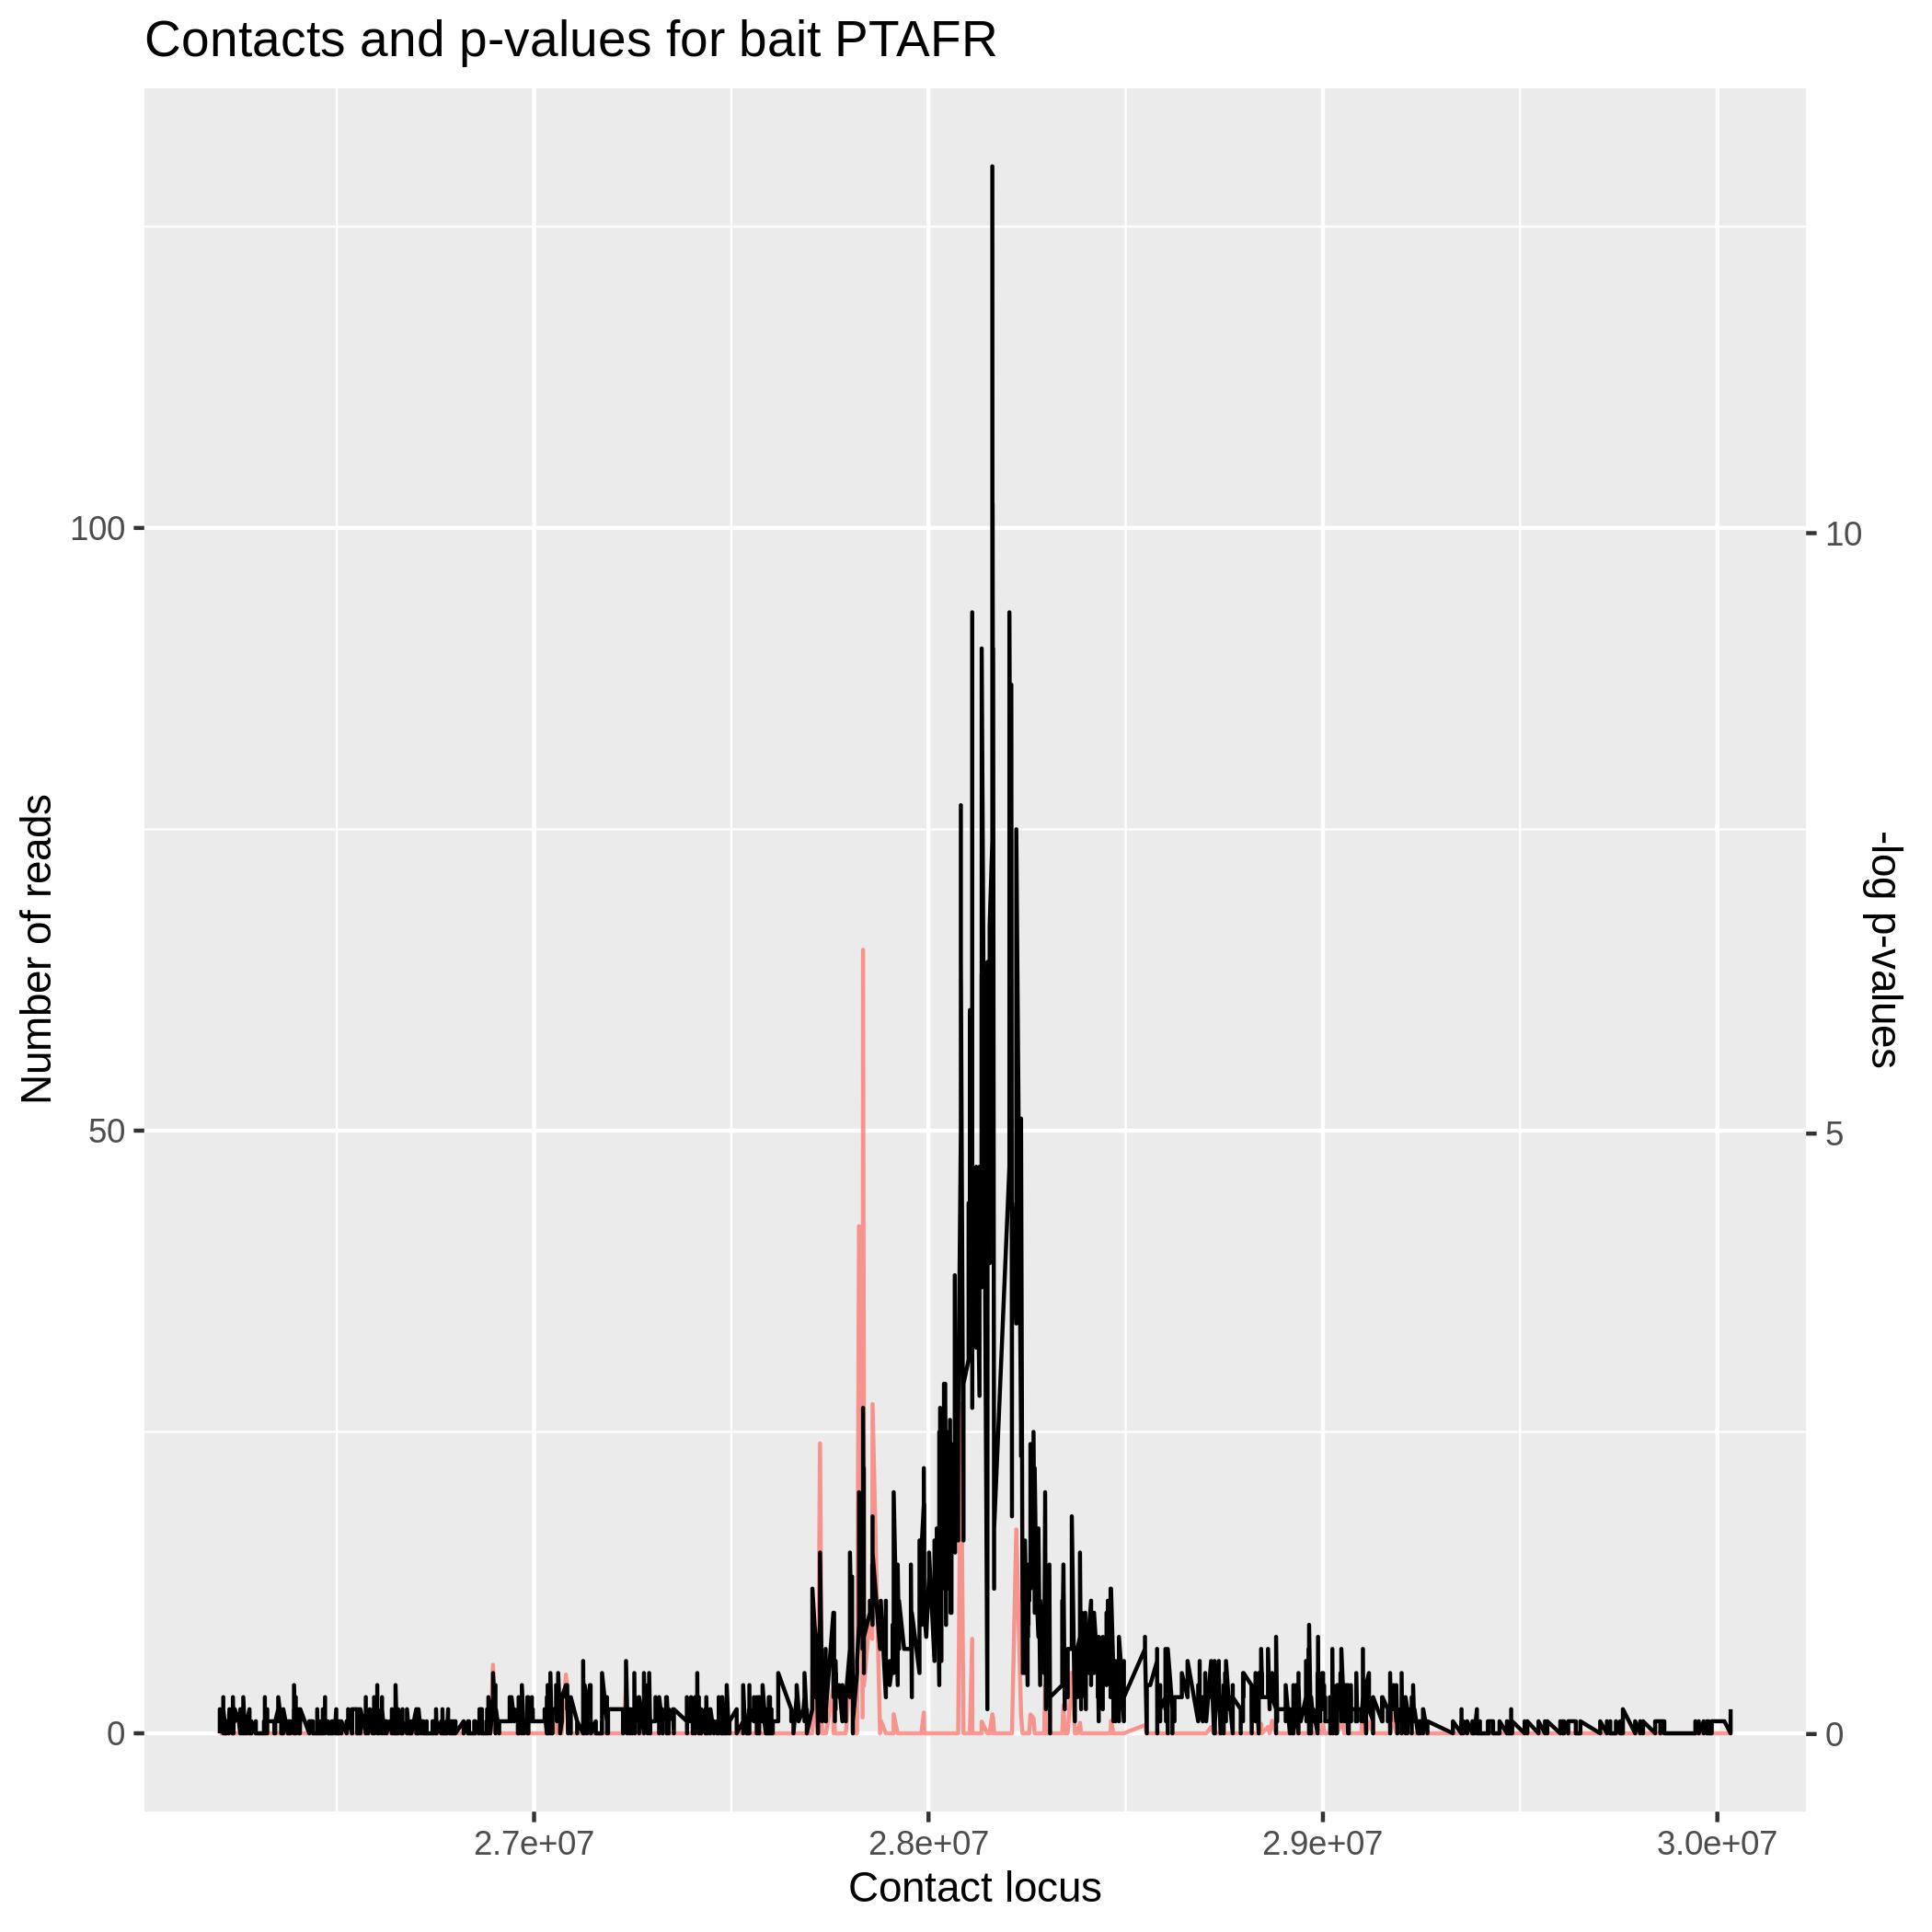 Contacts and p-values for bait PTAFR
Number of reads
100
50
0
10
5
0
-log p-values
2.7e+07
2.8e+07
2.9e+07
3.0e+07
Contact locus